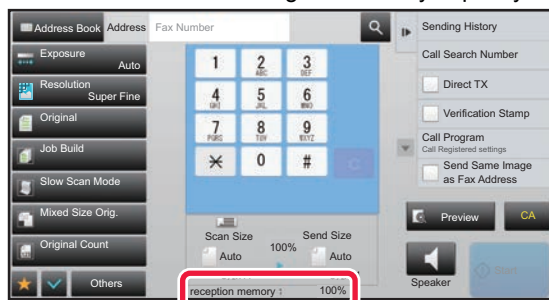 Address Book
Address
Fax Number
Sending History
Exposure
Auto
Call Search Number
Resolution
Super Fine
Direct TX
Original
Verification Stamp
Job Build
Call Program
Call Registered settings
Slow Scan Mode
Send Same Image
as Fax Address
Mixed Size Orig.
Original Count
Others
1
2 ABC
3 DEF
4 GHI
5 JKL
6 MNO
7 PQRS
8 TUV
9 WXYZ
0
#
C
Scan Size
100%
Send Size
Auto
Auto
Preview
CA
Speaker
Start
reception memory :
100%